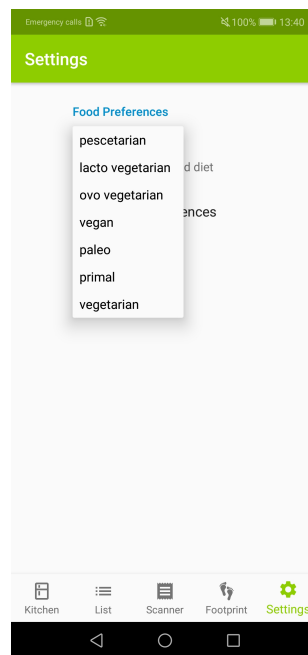 Emergency calls 100% 13:40
Settings
Food Preferences
pescetarian
lacto vegetarian d diet
ovo vegetarian
ences
vegan
paleo
primal
vegetarian
Kitchen List Scanner Footprint Settings